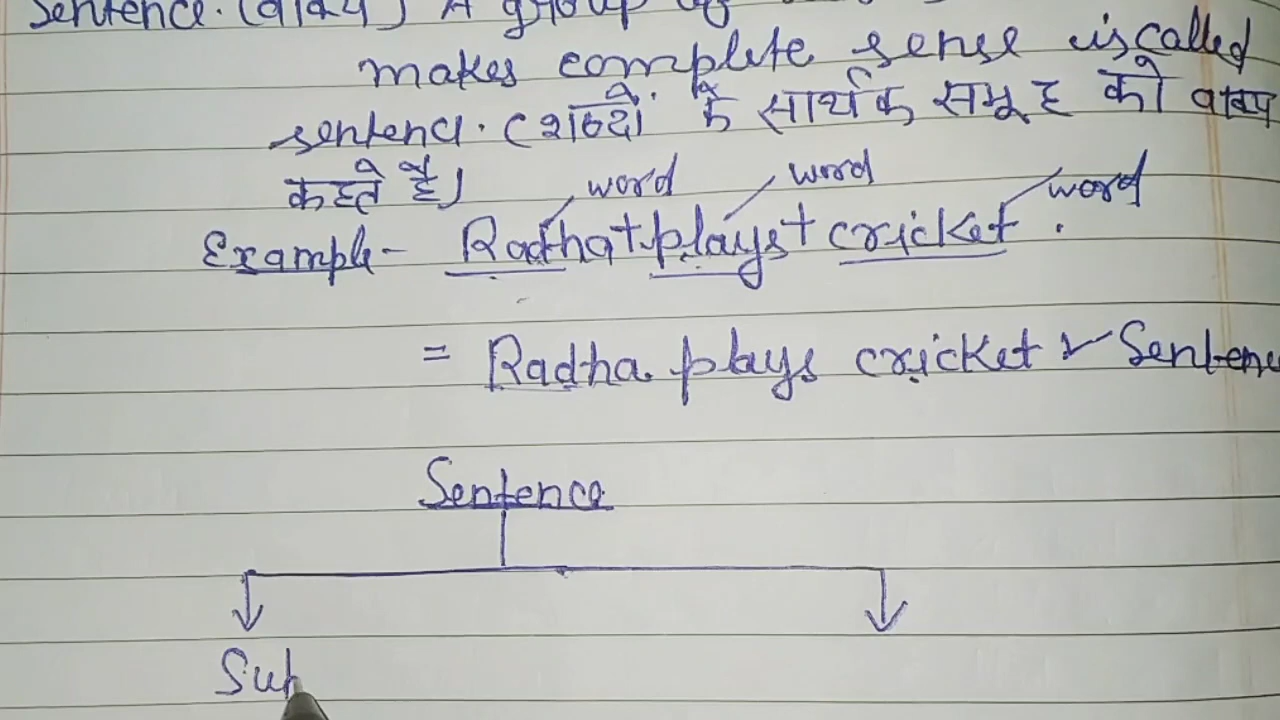 Sentence. (वाक्य) A group of
makes complete sense is called
sentence. (शब्दों के सार्थक समूह को वाक्य
कहते है।
word word word
Example- Radha + plays + cricket.
= Radha plays cricket ✓ Sentence
Sentence
Sub